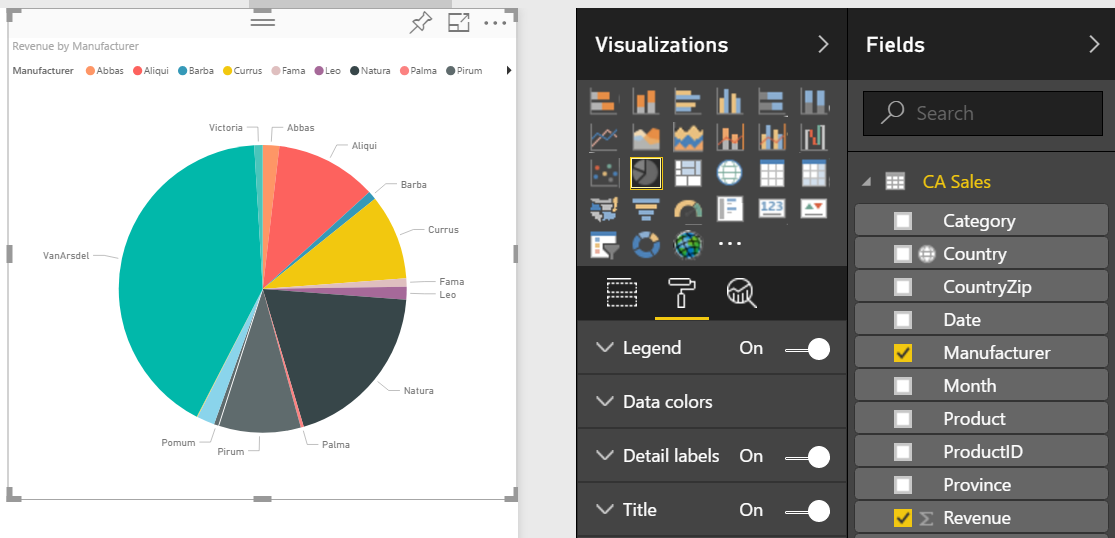 Revenue by Manufacturer
Manufacturer Abbas Aliqui Barba Currus Fama Leo Natura Palma Pirum
Victoria
Abbas
Aliqui
Barba
Currus
Fama
Leo
VanArsdel
Natura
Pomum
Pirum
Palma
Visualizations
123
Legend On
Data colors
Detail labels On
Title On
Fields
Search
CA Sales
Category
Country
CountryZip
Date
Manufacturer
Month
Product
ProductID
Province
Σ Revenue